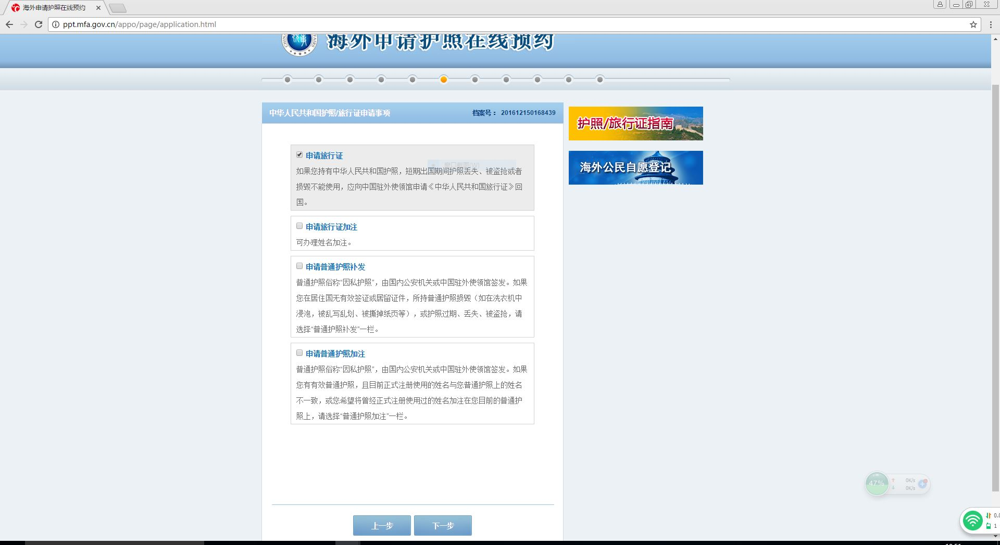 海外申请护照在线预约
ppt.mfa.gov.cn/appo/page/application.html
海外申请护照在线预约
中华人民共和国护照/旅行证申请事项
档案号： 201612150168439
护照/旅行证指南
海外公民自愿登记
申请旅行证
窗口截图(W)
如果您持有中华人民共和国护照，短期出国期间护照丢失、被盗抢或者
损毁不能使用，应向中国驻外使领馆申请《中华人民共和国旅行证》回
国。
申请旅行证加注
可办理姓名加注。
申请普通护照补发
普通护照俗称“因私护照”，由国内公安机关或中国驻外使领馆签发。如果
您在居住国无有效签证或居留证件，所持普通护照损毁（如在洗衣机中
浸泡，被乱写乱划、被撕掉纸页等），或护照过期、丢失、被盗抢，请
选择“普通护照补发”一栏。
申请普通护照加注
普通护照俗称“因私护照”，由国内公安机关或中国驻外使领馆签发。如果
您有有效普通护照，且目前正式注册使用的姓名与您普通护照上的姓名
不一致，或您希望将曾经正式注册使用过的姓名加注在您目前的普通护
照上，请选择“普通护照加注”一栏。
47%
0K/s
0K/s
0.0
1
上一步
下一步